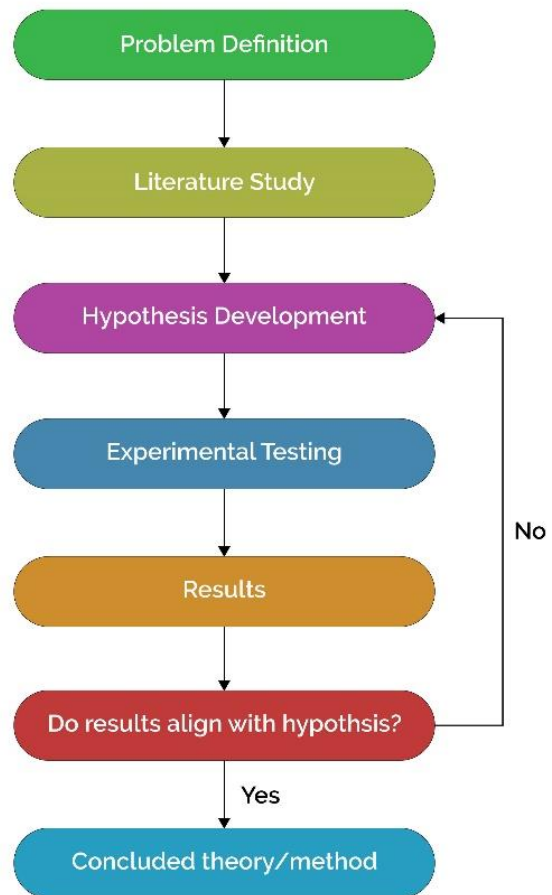 Problem Definition
Literature Study
Hypothesis Development
Experimental Testing
No
Results
Do results align with hypothsis?
Yes
Concluded theory/method